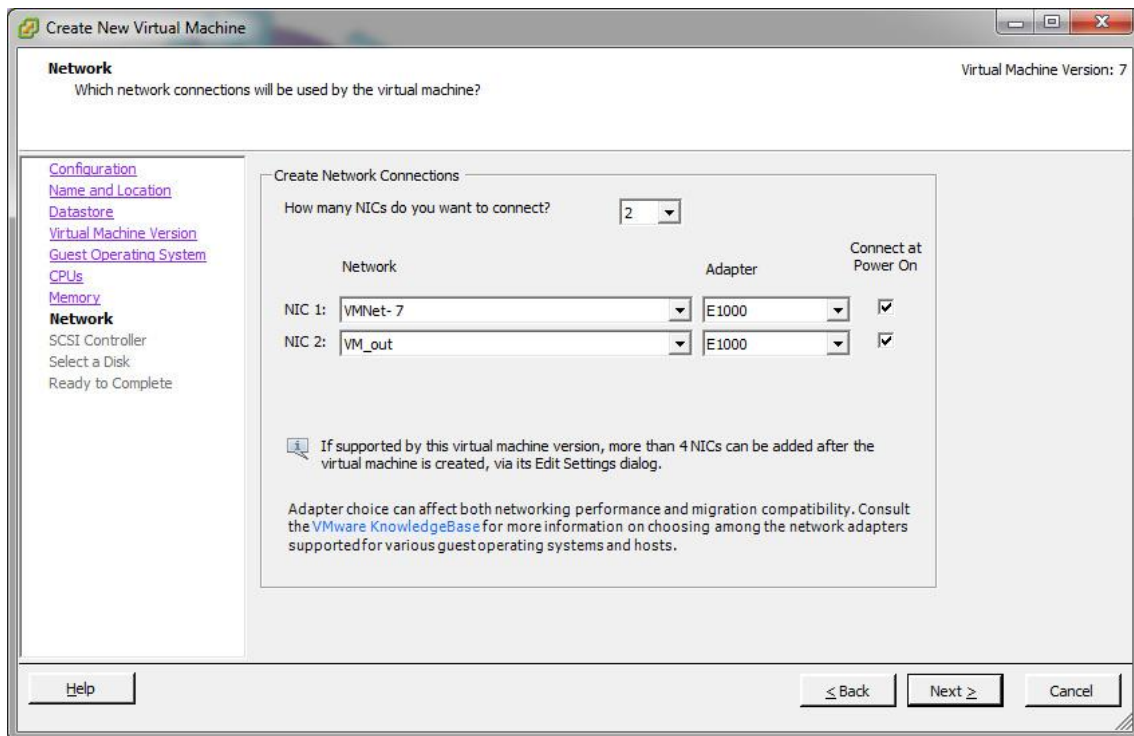 Create New Virtual Machine
Network
Which network connections will be used by the virtual machine?
Virtual Machine Version: 7
Configuration
Name and Location
Datastore
Virtual Machine Version
Guest Operating System
CPUs
Memory
Network
SCSI Controller
Select a Disk
Ready to Complete
Create Network Connections
How many NICs do you want to connect? 2
Network
Adapter
Connect at
Power On
NIC 1: VMNet- 7 E1000
NIC 2: VM_out E1000
If supported by this virtual machine version, more than 4 NICs can be added after the
virtual machine is created, via its Edit Settings dialog.
Adapter choice can affect both networking performance and migration compatibility. Consult
the VMware KnowledgeBase for more information on choosing among the network adapters
supported for various guest operating systems and hosts.
Help
< Back
Next >
Cancel